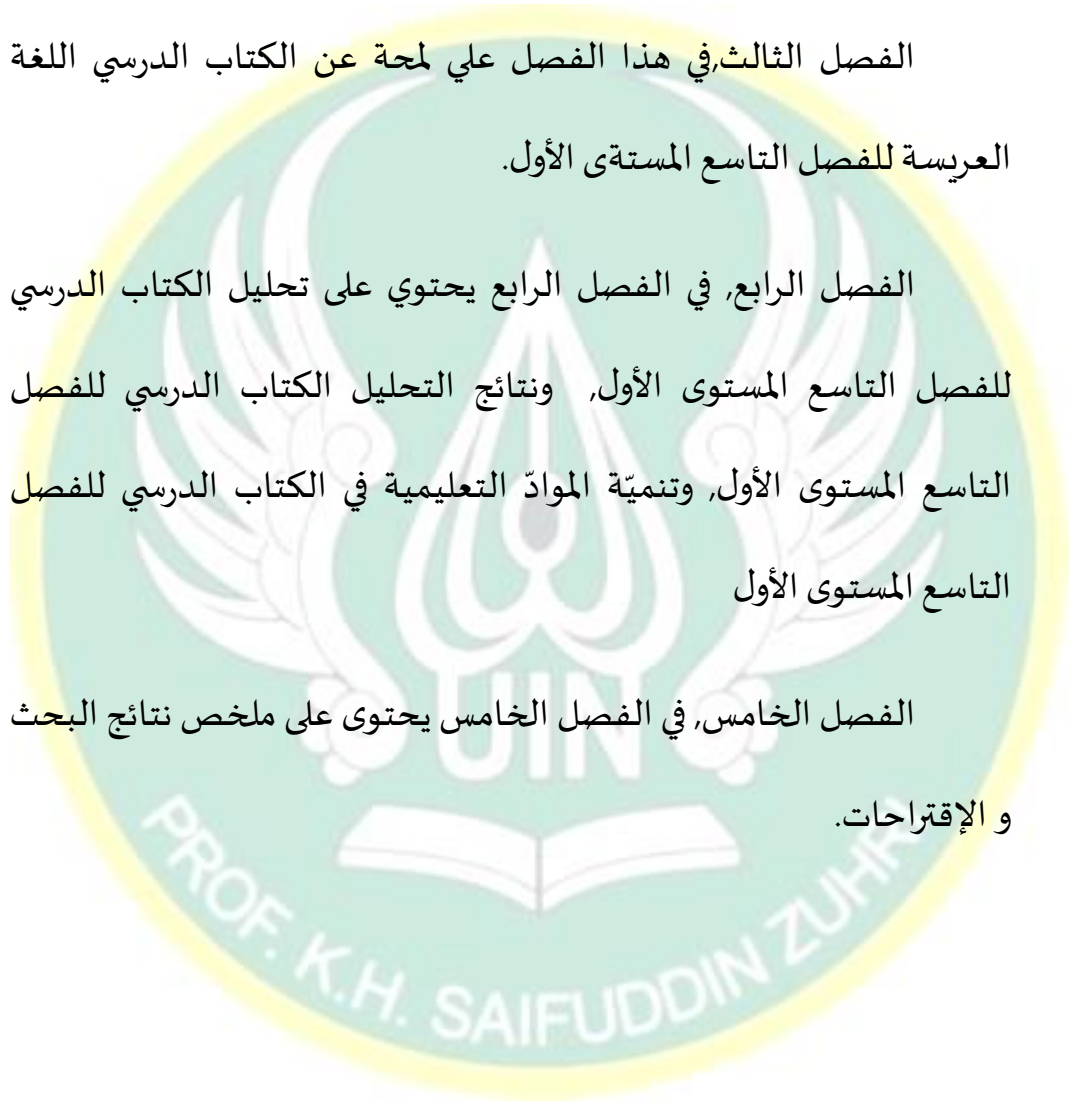 الفصل الثالث,في هذا الفصل علي لمحة عن الكتاب الدرسي اللغة
العريسة للفصل التاسع المستةى الأول.
الفصل الرابع, في الفصل الرابع يحتوي على تحليل الكتاب الدرسي
للفصل التاسع المستوى الأول, ونتائج التحليل الكتاب الدرسي للفصل
التاسع المستوى الأول, وتنميّة الموادّ التعليمية في الكتاب الدرسي للفصل
التاسع المستوى الأول
الفصل الخامس, في الفصل الخامس يحتوى على ملخص نتائج البحث
و الإقتراحات.
UIN
PROF. K.H. SAIFUDDIN ZUHRI